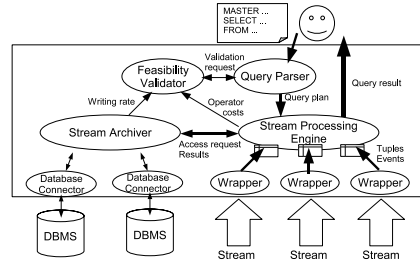 MASTER ...
SELECT ...
FROM ...
Validation
request
Feasibility
Validator
Query Parser
Query result
Writing rate
Operator
costs
Query plan
Stream Archiver
Stream Processing
Engine
Access request
Results
Tuples
Events
Database
Connector
Database
Connector
Wrapper
Wrapper
Wrapper
DBMS
DBMS
Stream
Stream
Stream